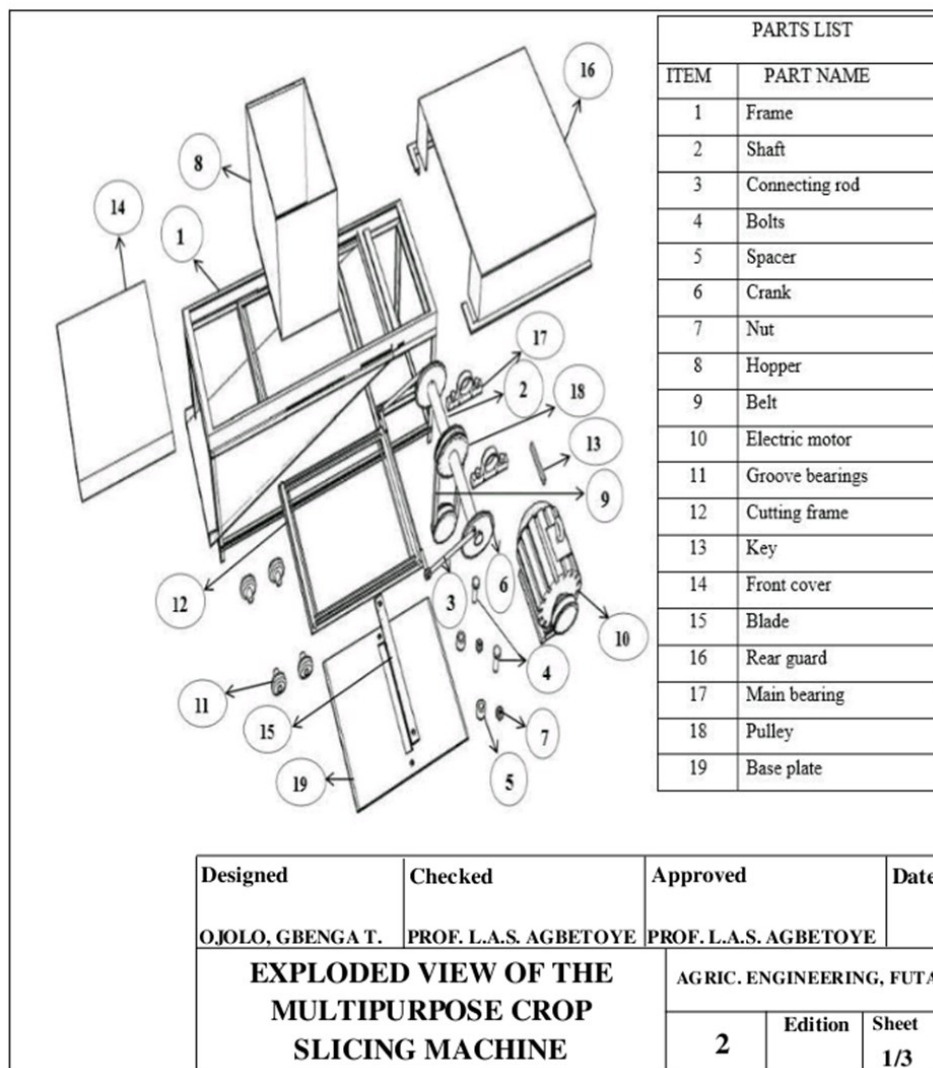 PARTS LIST
ITEM PART NAME
1 Frame
2 Shaft
3 Connecting rod
4 Bolts
5 Spacer
6 Crank
7 Nut
8 Hopper
9 Belt
10 Electric motor
11 Groove bearings
12 Cutting frame
13 Key
14 Front cover
15 Blade
16 Rear guard
17 Main bearing
18 Pulley
19 Base plate
16
8
14
1
17
2
18
13
9
12
3
6
10
11
15
4
7
19
5
Designed Checked Approved Date
OJOLO, GBENGA T. PROF. L.A.S. AGBETOYE PROF. L.A.S. AGBETOYE
EXPLODED VIEW OF THE
MULTIPURPOSE CROP
SLICING MACHINE
AGRIC. ENGINEERING, FUTA
2 Edition Sheet
1/3